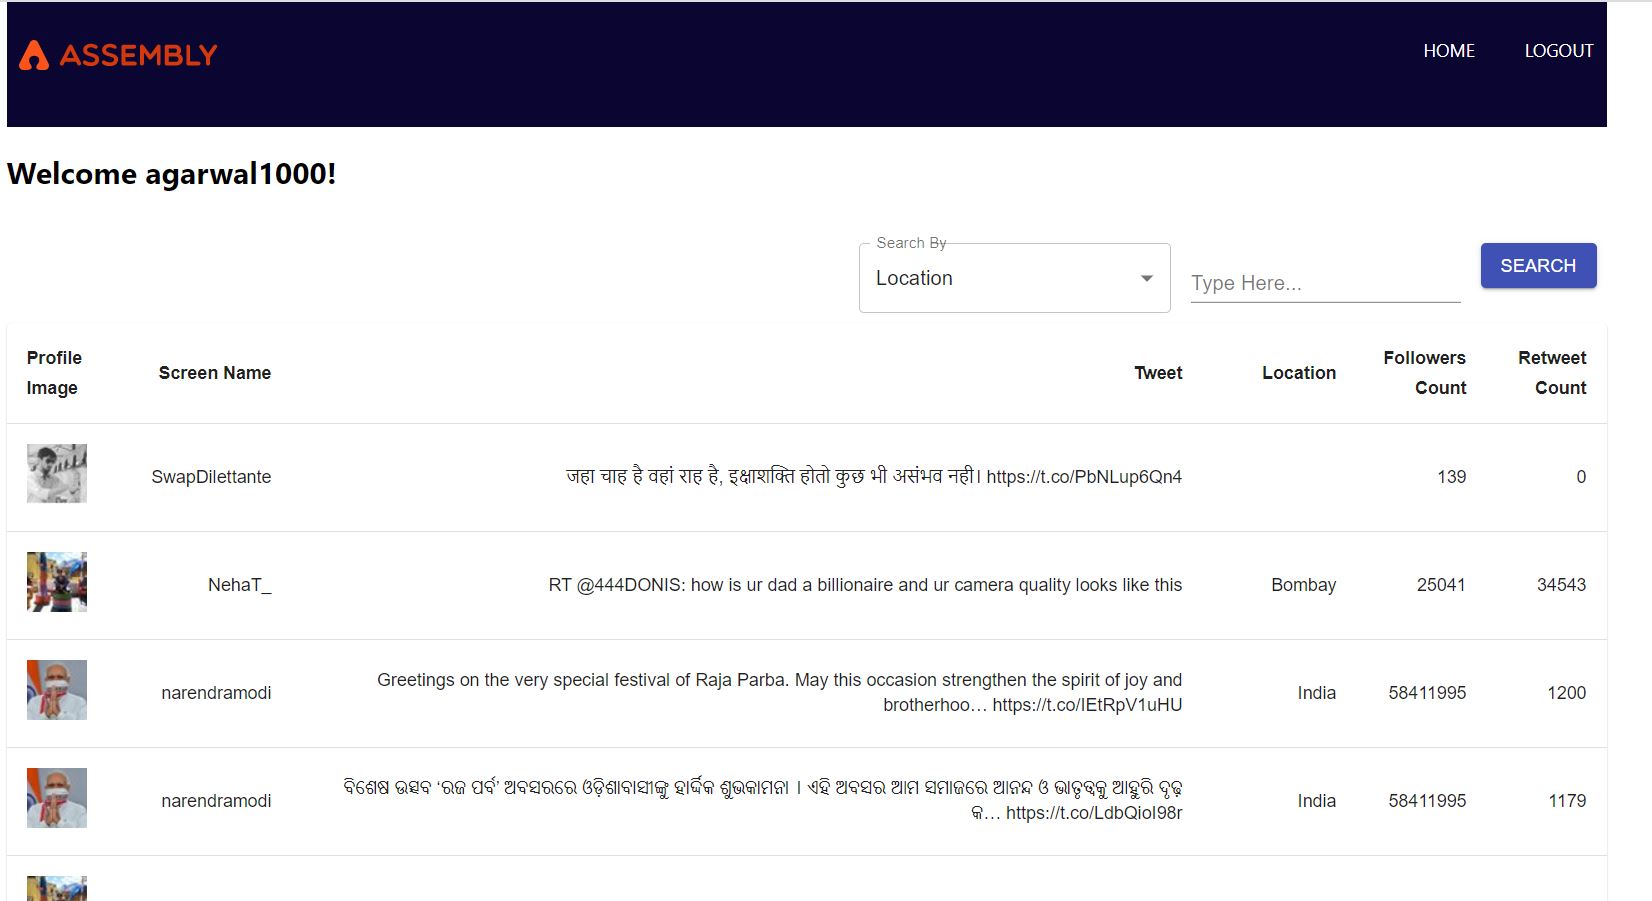 ASSEMBLY
HOME LOGOUT
Welcome agarwal1000!
Search By
Location
Type Here...
SEARCH
Profile Image Screen Name Tweet Location Followers Count Retweet Count
SwapDilettante जहा चाह है वहां राह है, इक्षाशक्ति होतो कुछ भी असंभव नही। https://t.co/PbNLup6Qn4 139 0
NehaT_ RT @444DONIS: how is ur dad a billionaire and ur camera quality looks like this Bombay 25041 34543
narendramodi Greetings on the very special festival of Raja Parba. May this occasion strengthen the spirit of joy and
brotherhoo… https://t.co/IEtRpV1uHU India 58411995 1200
narendramodi ବିଶେଷ ଉତ୍ସବ ‘ରଜ ପର୍ବ’ ଅବସରରେ ଓଡ଼ିଶାବାସୀଙ୍କୁ ହାର୍ଦ୍ଦିକ ଶୁଭକାମନା । ଏହି ଅବସର ଆମ ସମାଜରେ ଆନନ୍ଦ ଓ ଭାତୃତ୍ୱକୁ ଆହୁରି ଦୃଢ଼
କ… https://t.co/LdbQioI98r India 58411995 1179